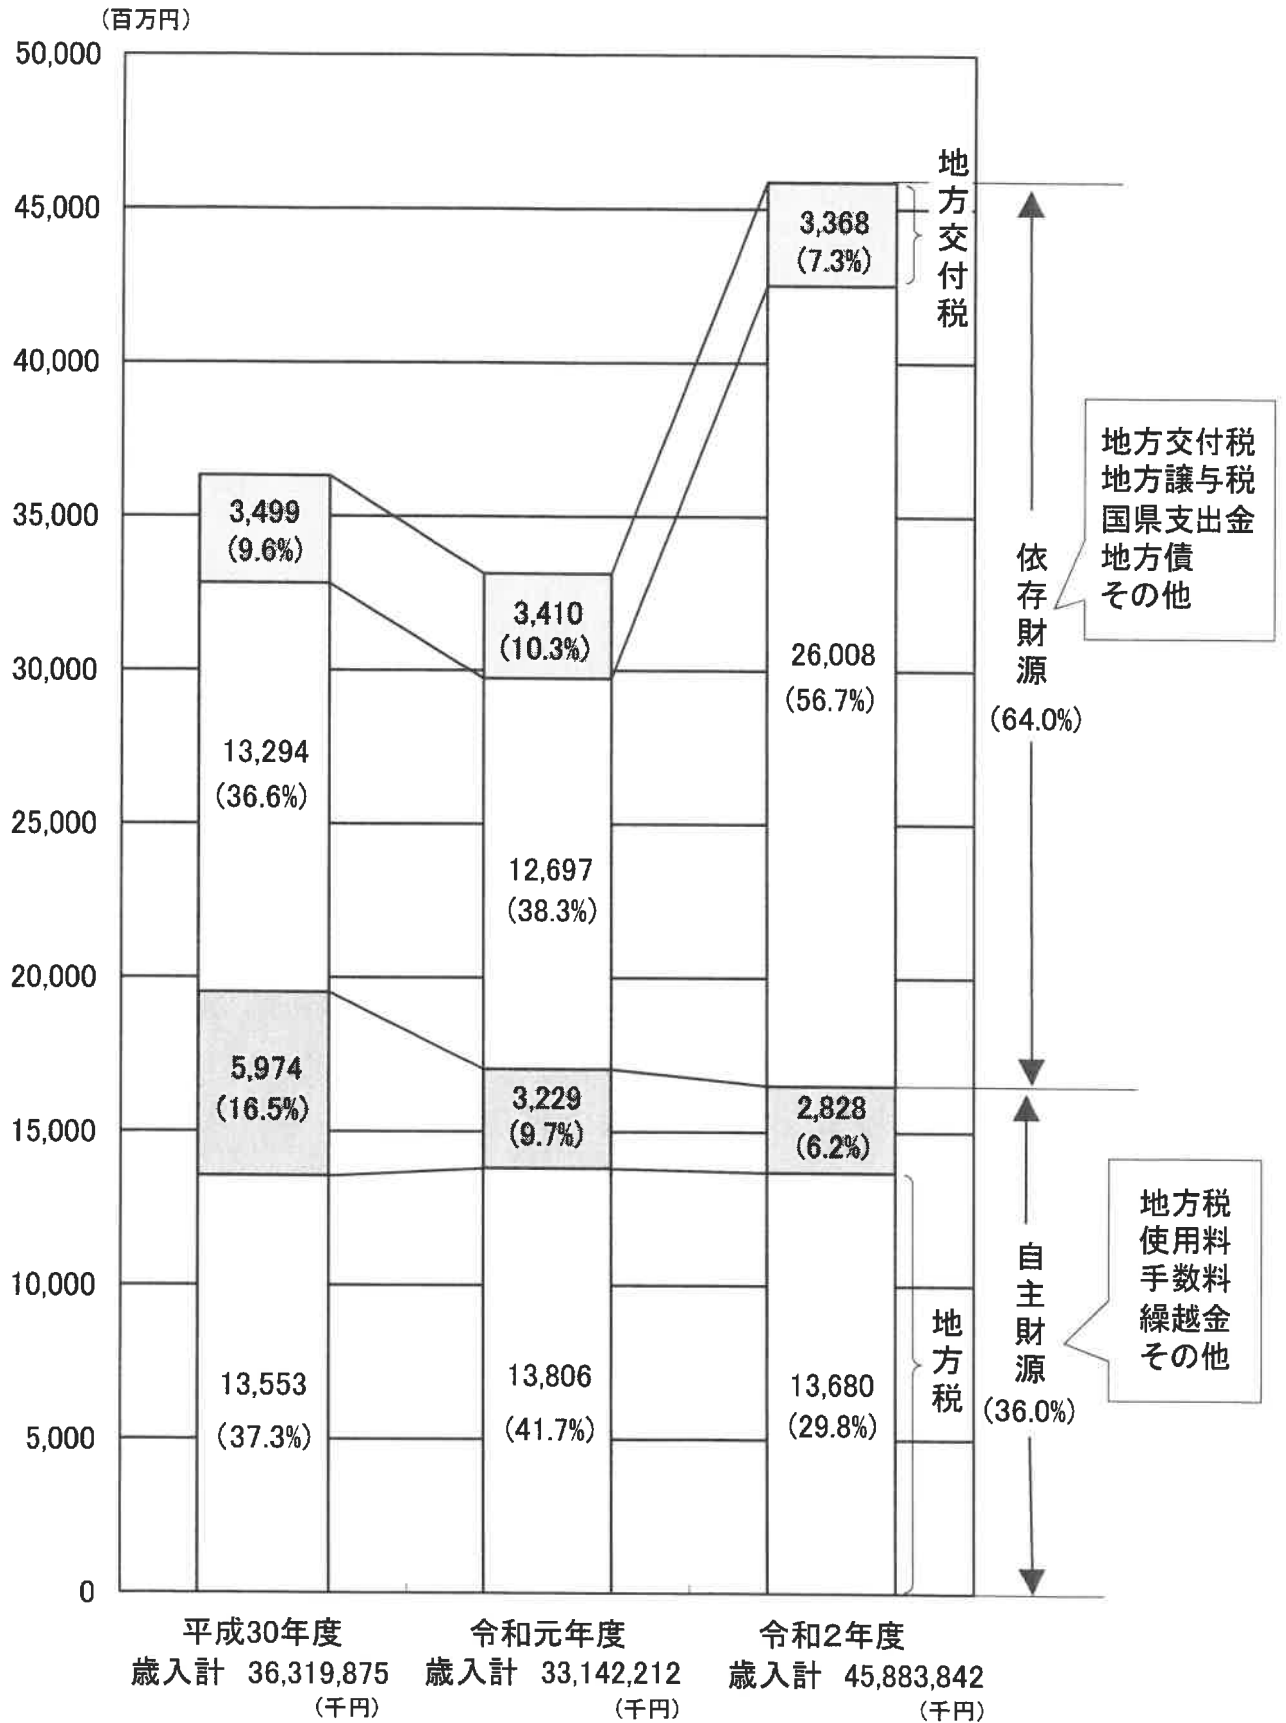 （百万円）
50,000
45,000
40,000
35,000
30,000
25,000
20,000
15,000
10,000
5,000
0
3,499
(9.6%)
13,294
(36.6%)
5,974
(16.5%)
13,553
(37.3%)
3,410
(10.3%)
12,697
(38.3%)
3,229
(9.7%)
13,806
(41.7%)
3,368
(7.3%)
26,008
(56.7%)
2,828
(6.2%)
13,680
(29.8%)
地方交付税
地方税
依存財源
(64.0%)
自主財源
(36.0%)
地方交付税
地方譲与税
国県支出金
地方債
その他
地方税
使用料
手数料
繰越金
その他
平成30年度
歳入計 36,319,875
（千円）
令和元年度
歳入計 33,142,212
（千円）
令和2年度
歳入計 45,883,842
（千円）